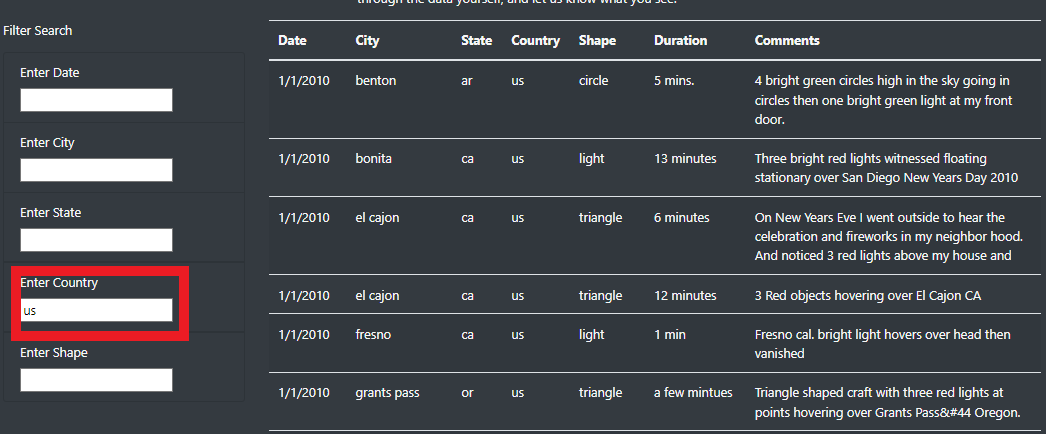 through the data yourself, and let us know what you see.
Filter Search
Enter Date
Enter City
Enter State
Enter Country
us
Enter Shape
Date City State Country Shape Duration Comments
1/1/2010 benton ar us circle 5 mins. 4 bright green circles high in the sky going in
circles then one bright green light at my front
door.
1/1/2010 bonita ca us light 13 minutes Three bright red lights witnessed floating
stationary over San Diego New Years Day 2010
1/1/2010 el cajon ca us triangle 6 minutes On New Years Eve I went outside to hear the
celebration and fireworks in my neighbor hood.
And noticed 3 red lights above my house and
1/1/2010 el cajon ca us triangle 12 minutes 3 Red objects hovering over El Cajon CA
1/1/2010 fresno ca us light 1 min Fresno cal. bright light hovers over head then
vanished
1/1/2010 grants pass or us triangle a few mintues Triangle shaped craft with three red lights at
points hovering over Grants Pass&#44 Oregon.